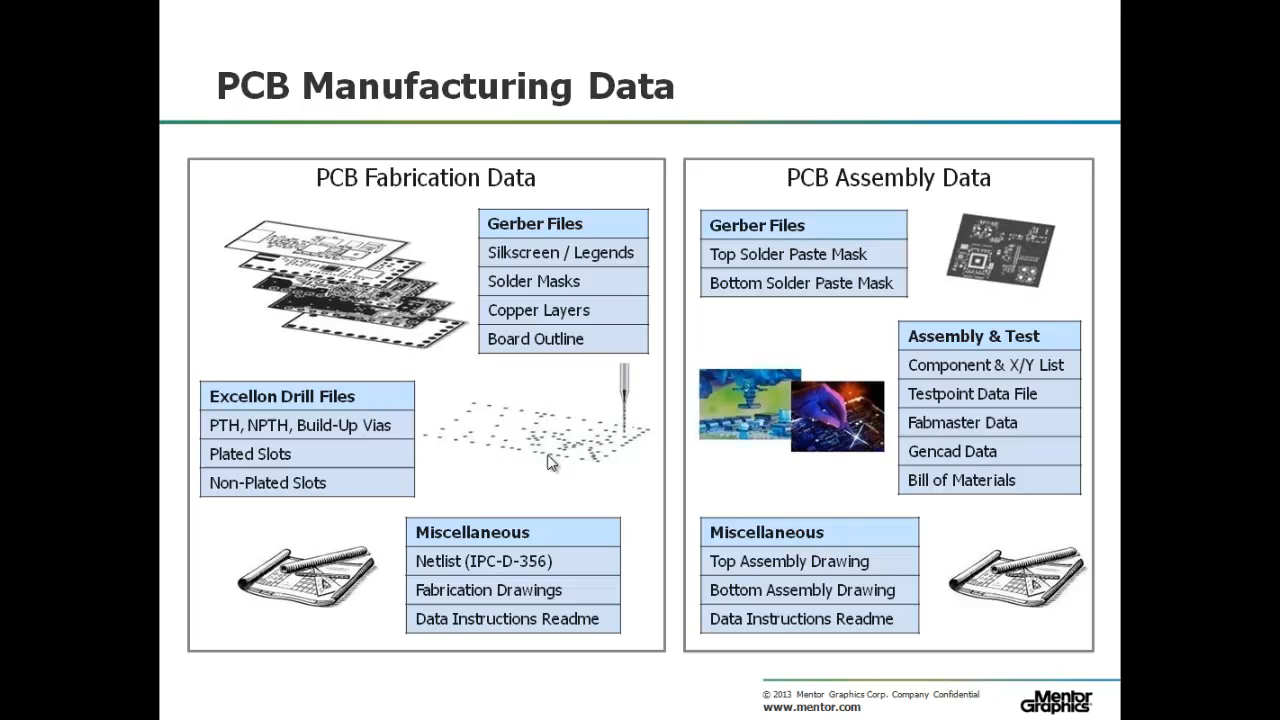 PCB Manufacturing Data
PCB Fabrication Data
Gerber Files
Silkscreen / Legends
Solder Masks
Copper Layers
Board Outline
Excellon Drill Files
PTH, NPTH, Build-Up Vias
Plated Slots
Non-Plated Slots
Miscellaneous
Netlist (IPC-D-356)
Fabrication Drawings
Data Instructions Readme
PCB Assembly Data
Gerber Files
Top Solder Paste Mask
Bottom Solder Paste Mask
Assembly & Test
Component & X/Y List
Testpoint Data File
Fabmaster Data
Gencad Data
Bill of Materials
Miscellaneous
Top Assembly Drawing
Bottom Assembly Drawing
Data Instructions Readme
© 2013 Mentor Graphics Corp. Company Confidential
www.mentor.com
Mentor
Graphics